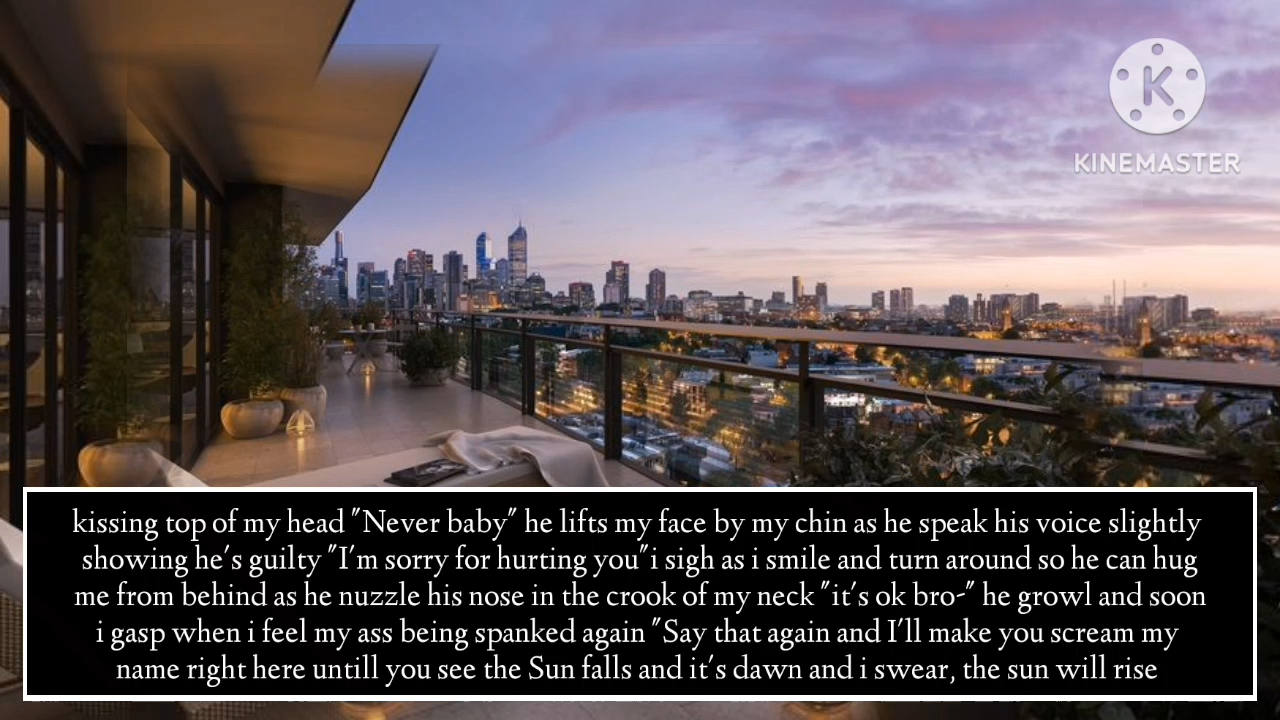 KINEMASTER
kissing top of my head "Never baby" he lifts my face by my chin as he speak his voice slightly
showing he's guilty "I'm sorry for hurting you"i sigh as i smile and turn around so he can hug
me from behind as he nuzzle his nose in the crook of my neck "it's ok bro-" he growl and soon
i gasp when i feel my ass being spanked again "Say that again and I'll make you scream my
name right here untill you see the Sun falls and it's dawn and i swear, the sun will rise